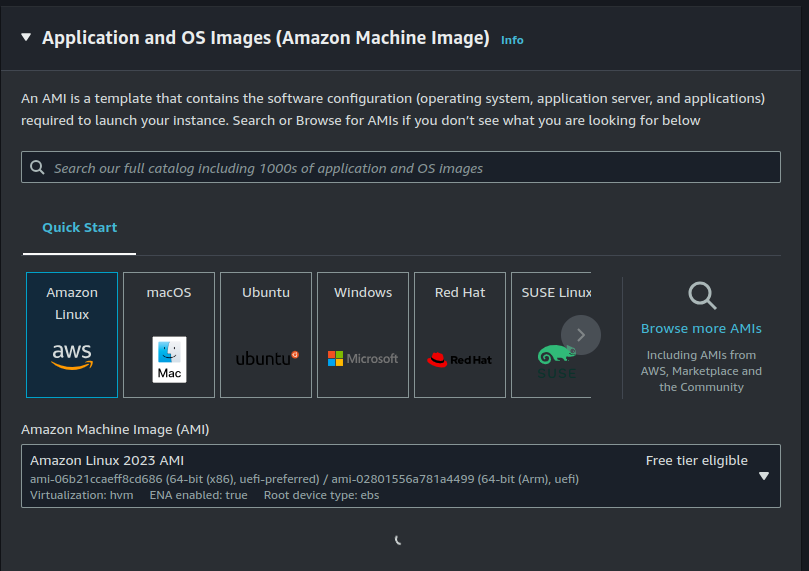 Application and OS Images (Amazon Machine Image) Info
An AMI is a template that contains the software configuration (operating system, application server, and applications)
required to launch your instance. Search or Browse for AMIs if you don't see what you are looking for below
Search our full catalog including 1000s of application and OS images
Quick Start
Amazon
Linux
aws
macOS
Mac
Ubuntu
ubuntu
Windows
Microsoft
Red Hat
Red Hat
SUSE Linux
SUSE
Browse more AMIs
Including AMIs from
AWS, Marketplace and
the Community
Amazon Machine Image (AMI)
Amazon Linux 2023 AMI
Free tier eligible
ami-06b21ccaeff8cd686 (64-bit (x86), uefi-preferred) / ami-02801556a781a4499 (64-bit (Arm), uefi)
Virtualization: hvm ENA enabled: true Root device type: ebs